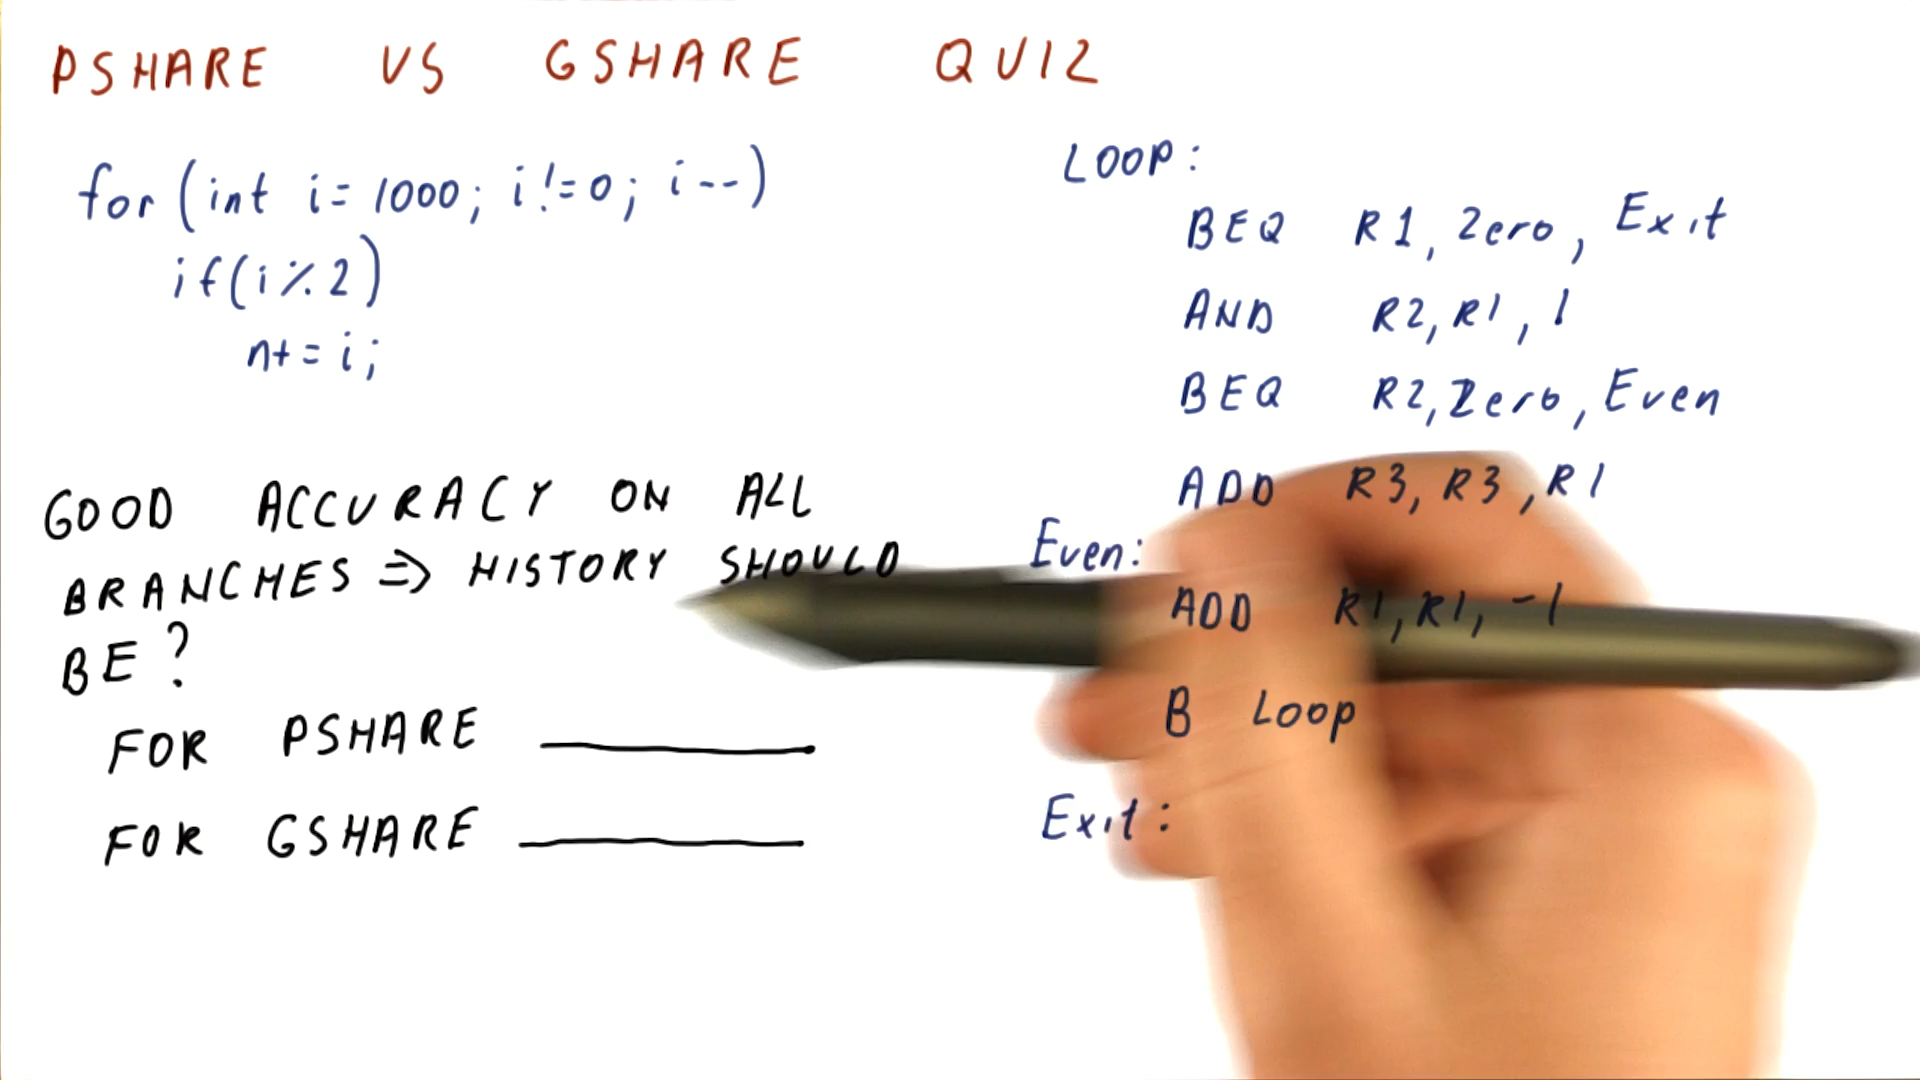 PSHARE VS GSHARE QUIZ
for (int i= 1000; i!=0; i--)
if(i%2)
n+= i;
GOOD ACCURACY ON ALL
BRANCHES => HISTORY SHOULD
BE?
FOR PSHARE
FOR GSHARE
LOOP:
BEQ R1, Zero, Exit
AND R2, R1, 1
BEQ R2, Zero, Even
ADD R3, R3, R1
Even:
ADD R1, R1, -1
B Loop
Exit: